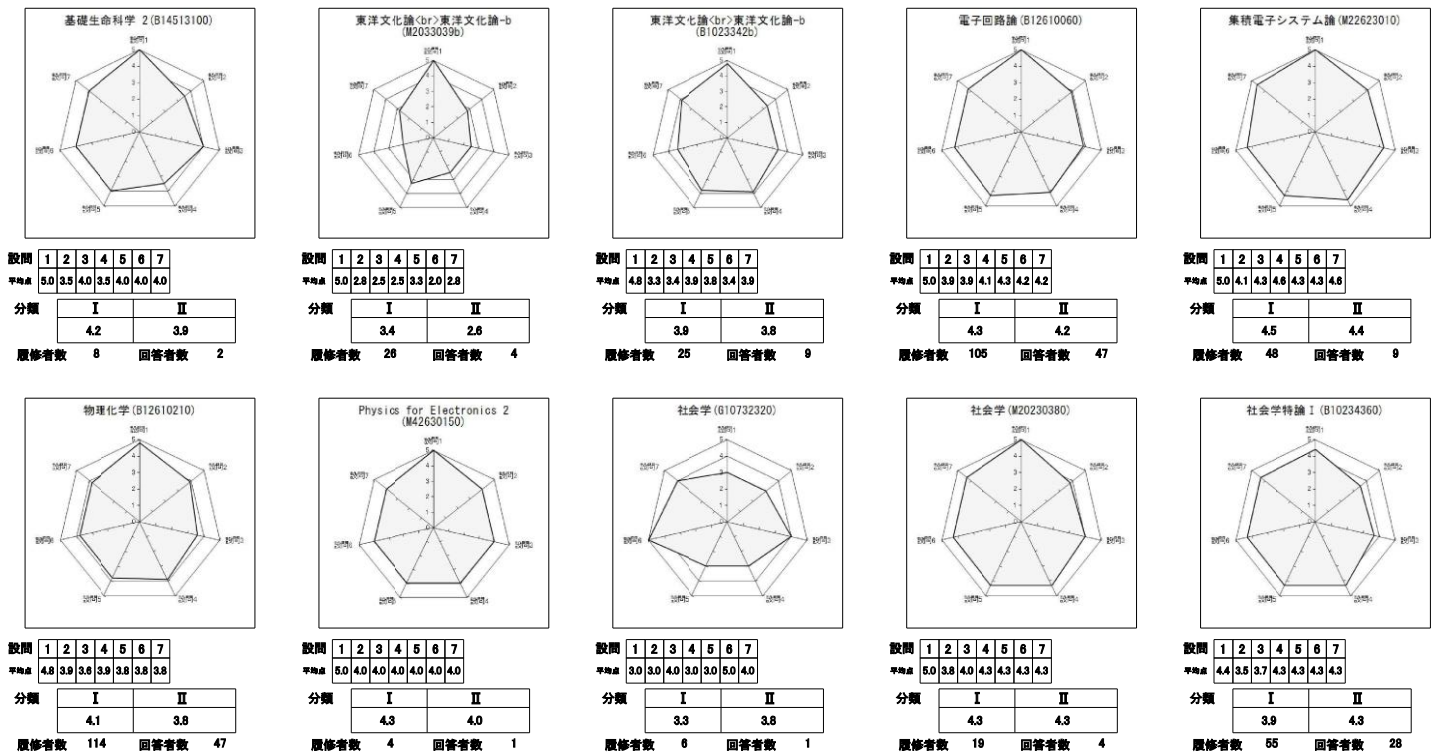 基礎生命科学 2(B14513100)
設問 1 2 3 4 5 6 7
平均点 5.0 3.5 4.0 3.5 4.0 4.0 4.0
分類 Ⅰ Ⅱ
4.2 3.9
履修者数 8 回答者数 2
東洋文化論<br>東洋文化論-b
(M2033039b)
設問 1 2 3 4 5 6 7
平均点 5.0 2.8 2.5 2.5 3.3 2.0 2.8
分類 Ⅰ Ⅱ
3.4 2.6
履修者数 26 回答者数 4
東洋文化論<br>東洋文化論-b
(B1023342b)
設問 1 2 3 4 5 6 7
平均点 4.8 3.3 3.4 3.9 3.8 3.4 3.9
分類 Ⅰ Ⅱ
3.9 3.8
履修者数 25 回答者数 9
電子回路論(B12610060)
設問 1 2 3 4 5 6 7
平均点 5.0 3.9 3.9 4.1 4.3 4.2 4.2
分類 Ⅰ Ⅱ
4.3 4.2
履修者数 105 回答者数 47
集積電子システム論(M22623010)
設問 1 2 3 4 5 6 7
平均点 5.0 4.1 4.3 4.6 4.3 4.3 4.6
分類 Ⅰ Ⅱ
4.5 4.4
履修者数 48 回答者数 9
物理化学(B12610210)
設問 1 2 3 4 5 6 7
平均点 4.8 3.9 3.6 3.9 3.8 3.8 3.8
分類 Ⅰ Ⅱ
4.1 3.8
履修者数 114 回答者数 47
Physics for Electronics 2
(M42630150)
設問 1 2 3 4 5 6 7
平均点 5.0 4.0 4.0 4.0 4.0 4.0 4.0
分類 Ⅰ Ⅱ
4.3 4.0
履修者数 4 回答者数 1
社会学(G10732320)
設問 1 2 3 4 5 6 7
平均点 3.0 3.0 4.0 3.0 3.0 5.0 4.0
分類 Ⅰ Ⅱ
3.3 3.8
履修者数 6 回答者数 1
社会学(M20230380)
設問 1 2 3 4 5 6 7
平均点 5.0 3.8 4.0 4.3 4.3 4.3 4.3
分類 Ⅰ Ⅱ
4.3 4.3
履修者数 19 回答者数 4
社会学特論Ⅰ(B10234360)
設問 1 2 3 4 5 6 7
平均点 4.4 3.5 3.7 4.3 4.3 4.3 4.3
分類 Ⅰ Ⅱ
3.9 4.3
履修者数 55 回答者数 28